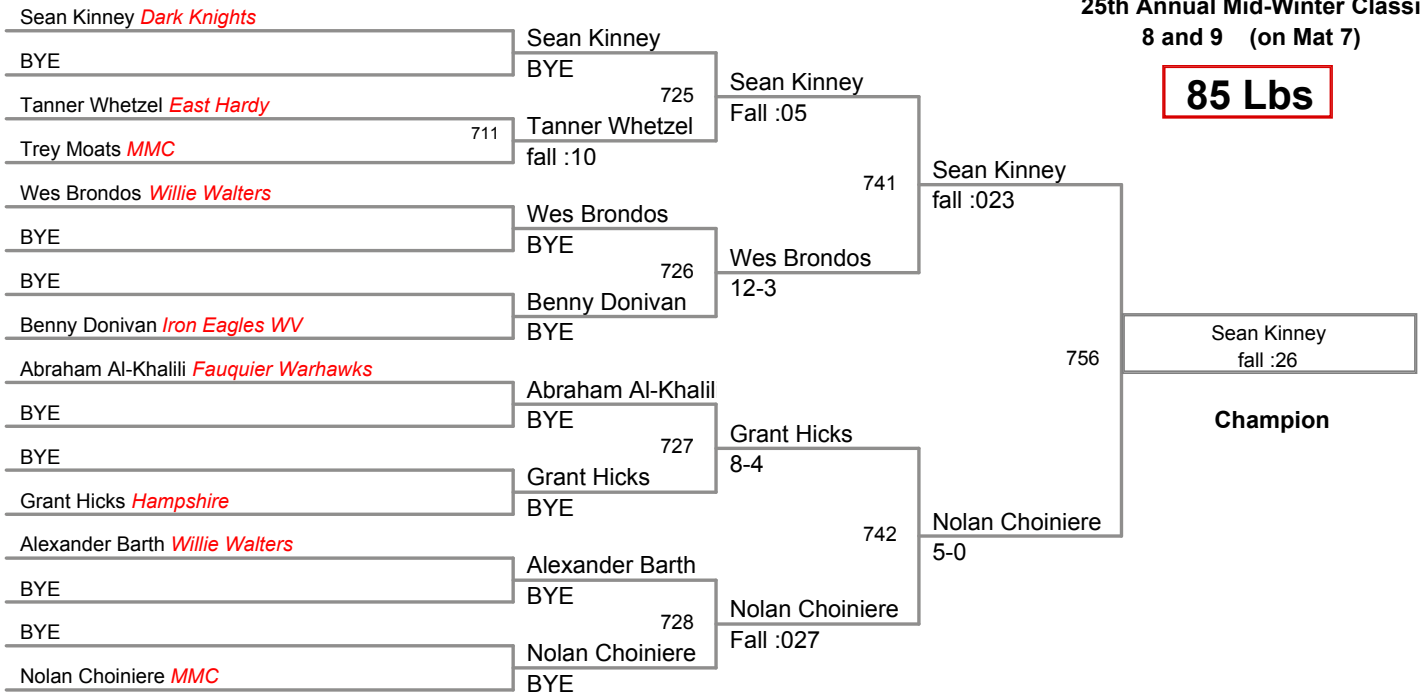 25th Annual Mid-Winter Classi
8 and 9 (on Mat 7)
85 Lbs
Sean Kinney Dark Knights
BYE
Tanner Whetzel East Hardy
711
Trey Moats MMC
Wes Brondos Willie Walters
BYE
BYE
Benny Donivan Iron Eagles WV
Abraham Al-Khalili Fauquier Warhawks
BYE
BYE
Grant Hicks Hampshire
Alexander Barth Willie Walters
BYE
BYE
Nolan Choiniere MMC
Sean Kinney
BYE
725
Tanner Whetzel
fall :10
Wes Brondos
BYE
726
Benny Donivan
BYE
Abraham Al-Khalil
BYE
727
Grant Hicks
BYE
Alexander Barth
BYE
728
Nolan Choiniere
BYE
Sean Kinney
Fall :05
741
Wes Brondos
12-3
Grant Hicks
8-4
742
Nolan Choiniere
Fall :027
Sean Kinney
fall :023
756
Nolan Choiniere
5-0
Sean Kinney
fall :26
Champion